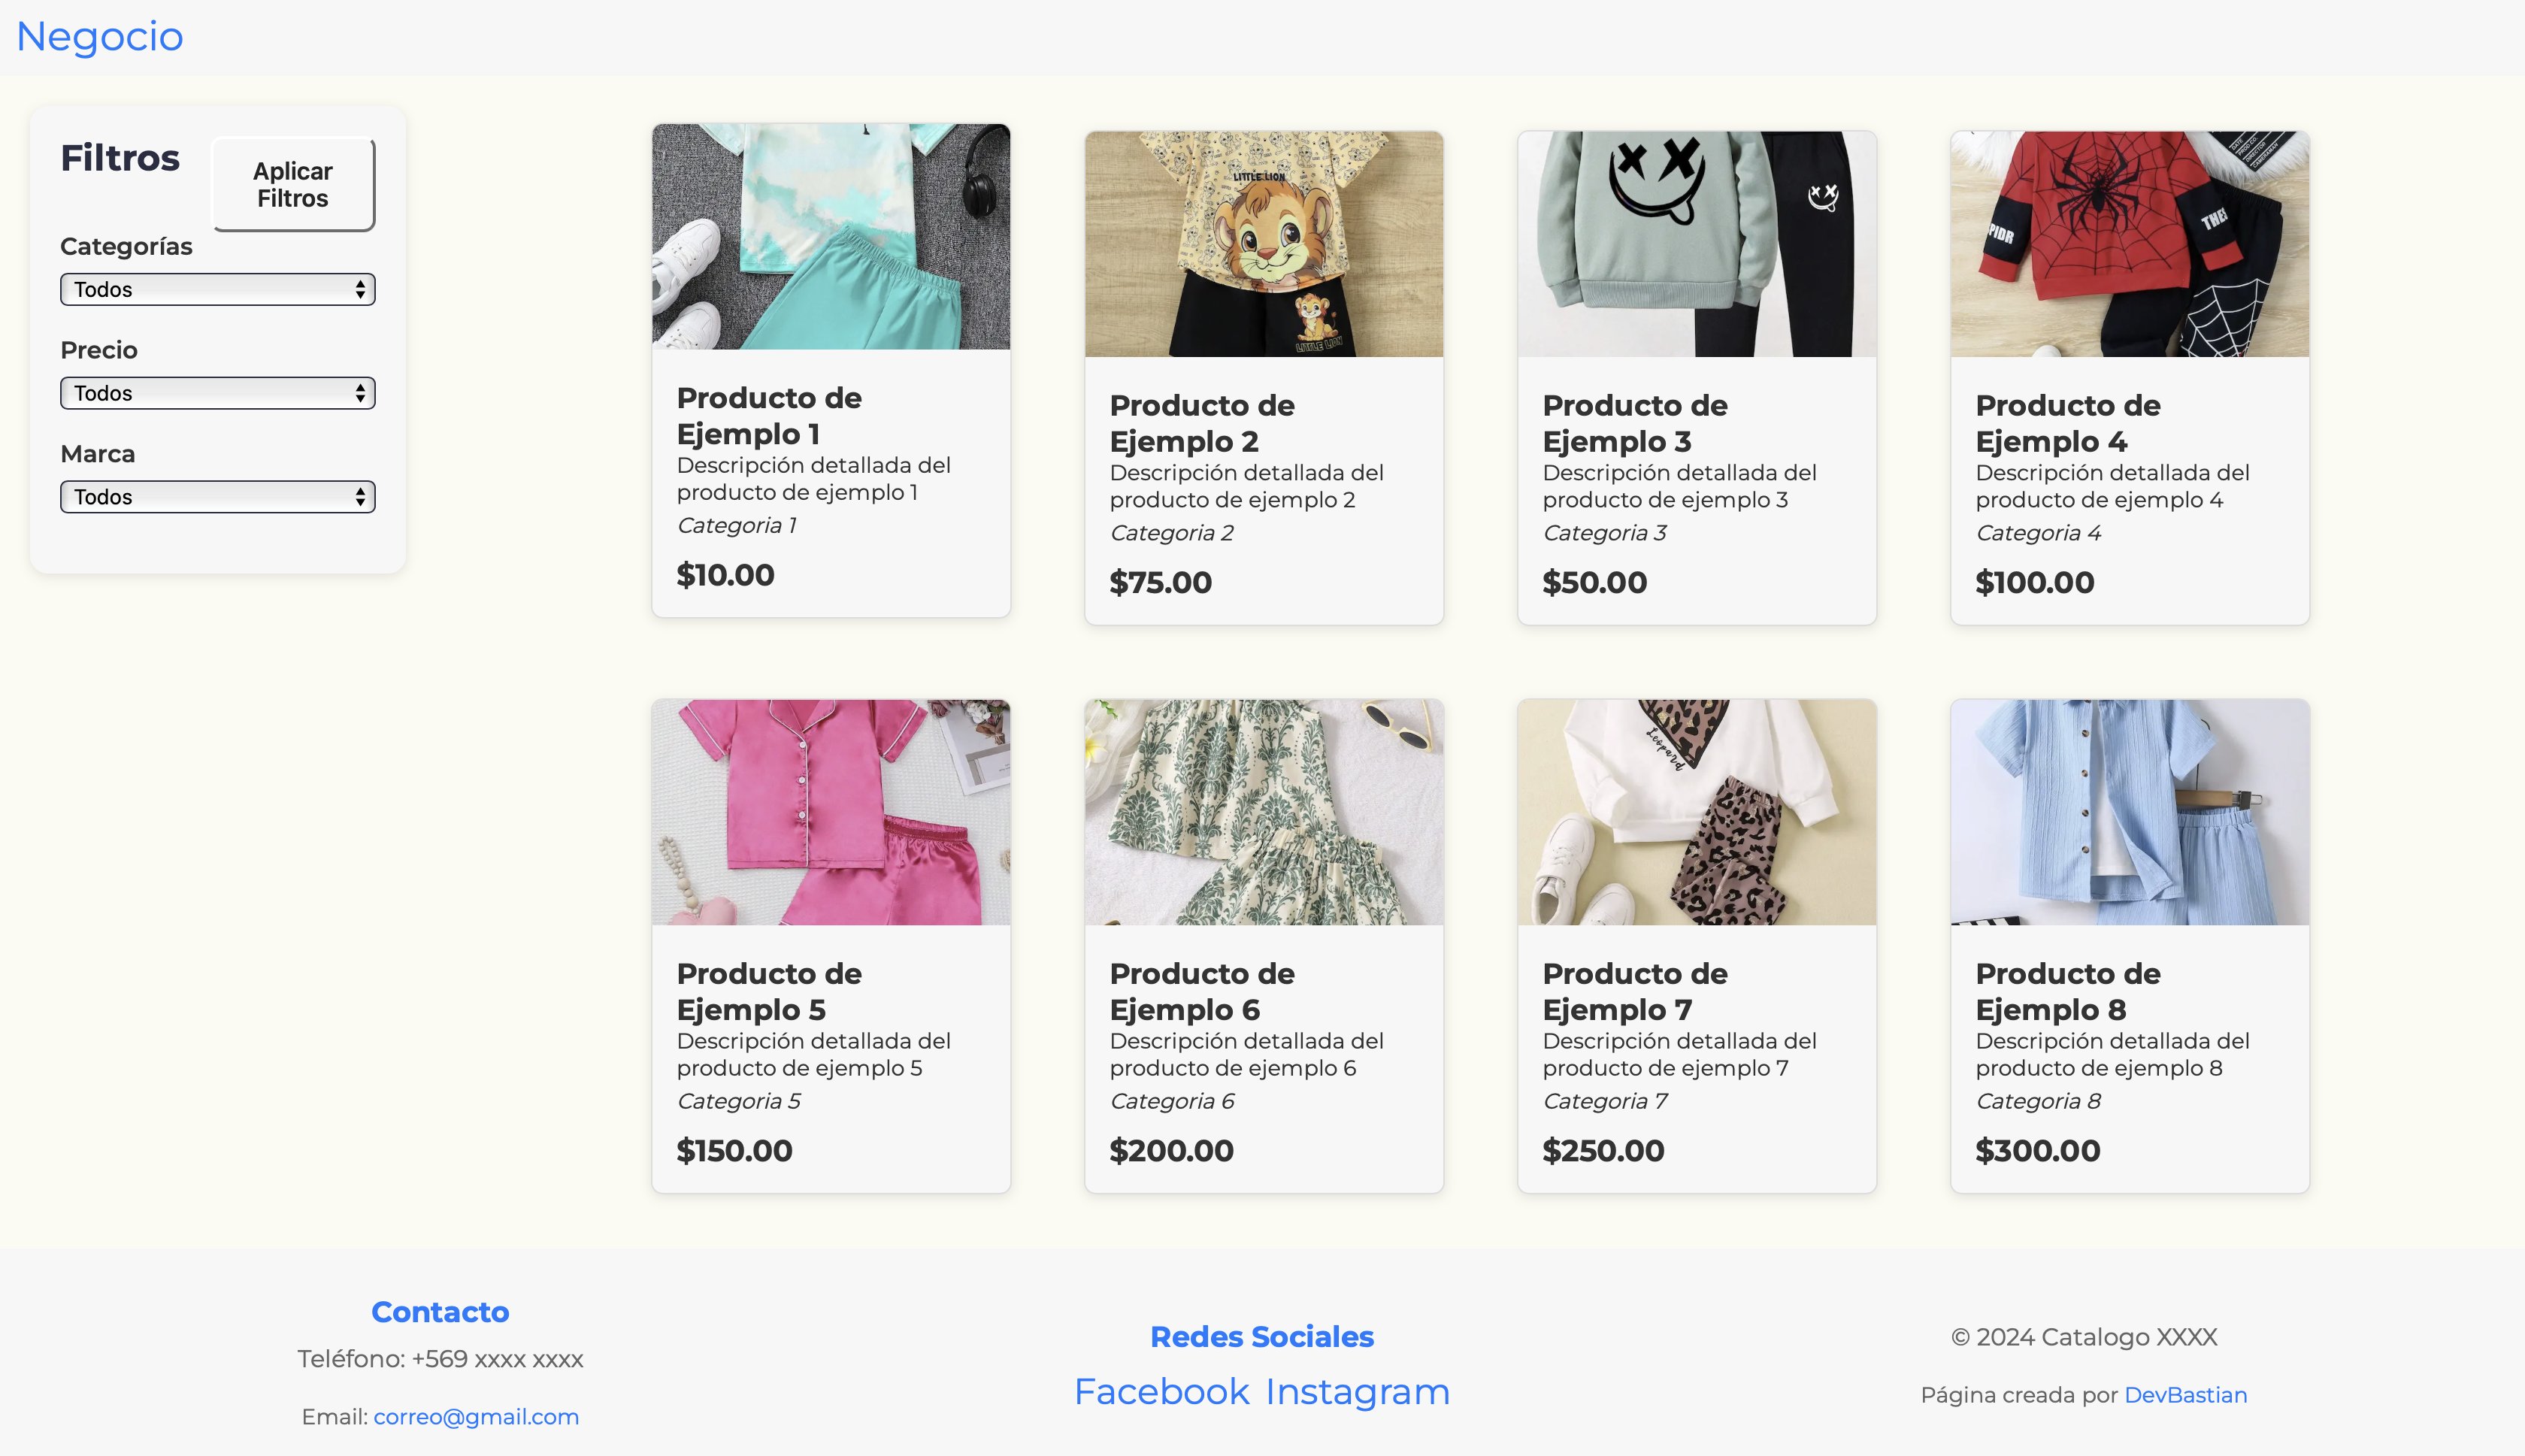 Negocio
Filtros
Aplicar
Filtros
Categorías
Todos
Precio
Todos
Marca
Todos
LITTLE LION
LITTLE LION
PIDR
THES
Producto de
Ejemplo 1
Descripción detallada del
producto de ejemplo 1
Categoria 1
$10.00
Producto de
Ejemplo 2
Descripción detallada del
producto de ejemplo 2
Categoria 2
$75.00
Producto de
Ejemplo 3
Descripción detallada del
producto de ejemplo 3
Categoria 3
$50.00
Producto de
Ejemplo 4
Descripción detallada del
producto de ejemplo 4
Categoria 4
$100.00
Leopard
Producto de
Ejemplo 5
Descripción detallada del
producto de ejemplo 5
Categoria 5
$150.00
Producto de
Ejemplo 6
Descripción detallada del
producto de ejemplo 6
Categoria 6
$200.00
Producto de
Ejemplo 7
Descripción detallada del
producto de ejemplo 7
Categoria 7
$250.00
Producto de
Ejemplo 8
Descripción detallada del
producto de ejemplo 8
Categoria 8
$300.00
Contacto
Teléfono: +569 xxxx xxxx
Email: correo@gmail.com
Redes Sociales
Facebook Instagram
© 2024 Catalogo XXXX
Página creada por DevBastian